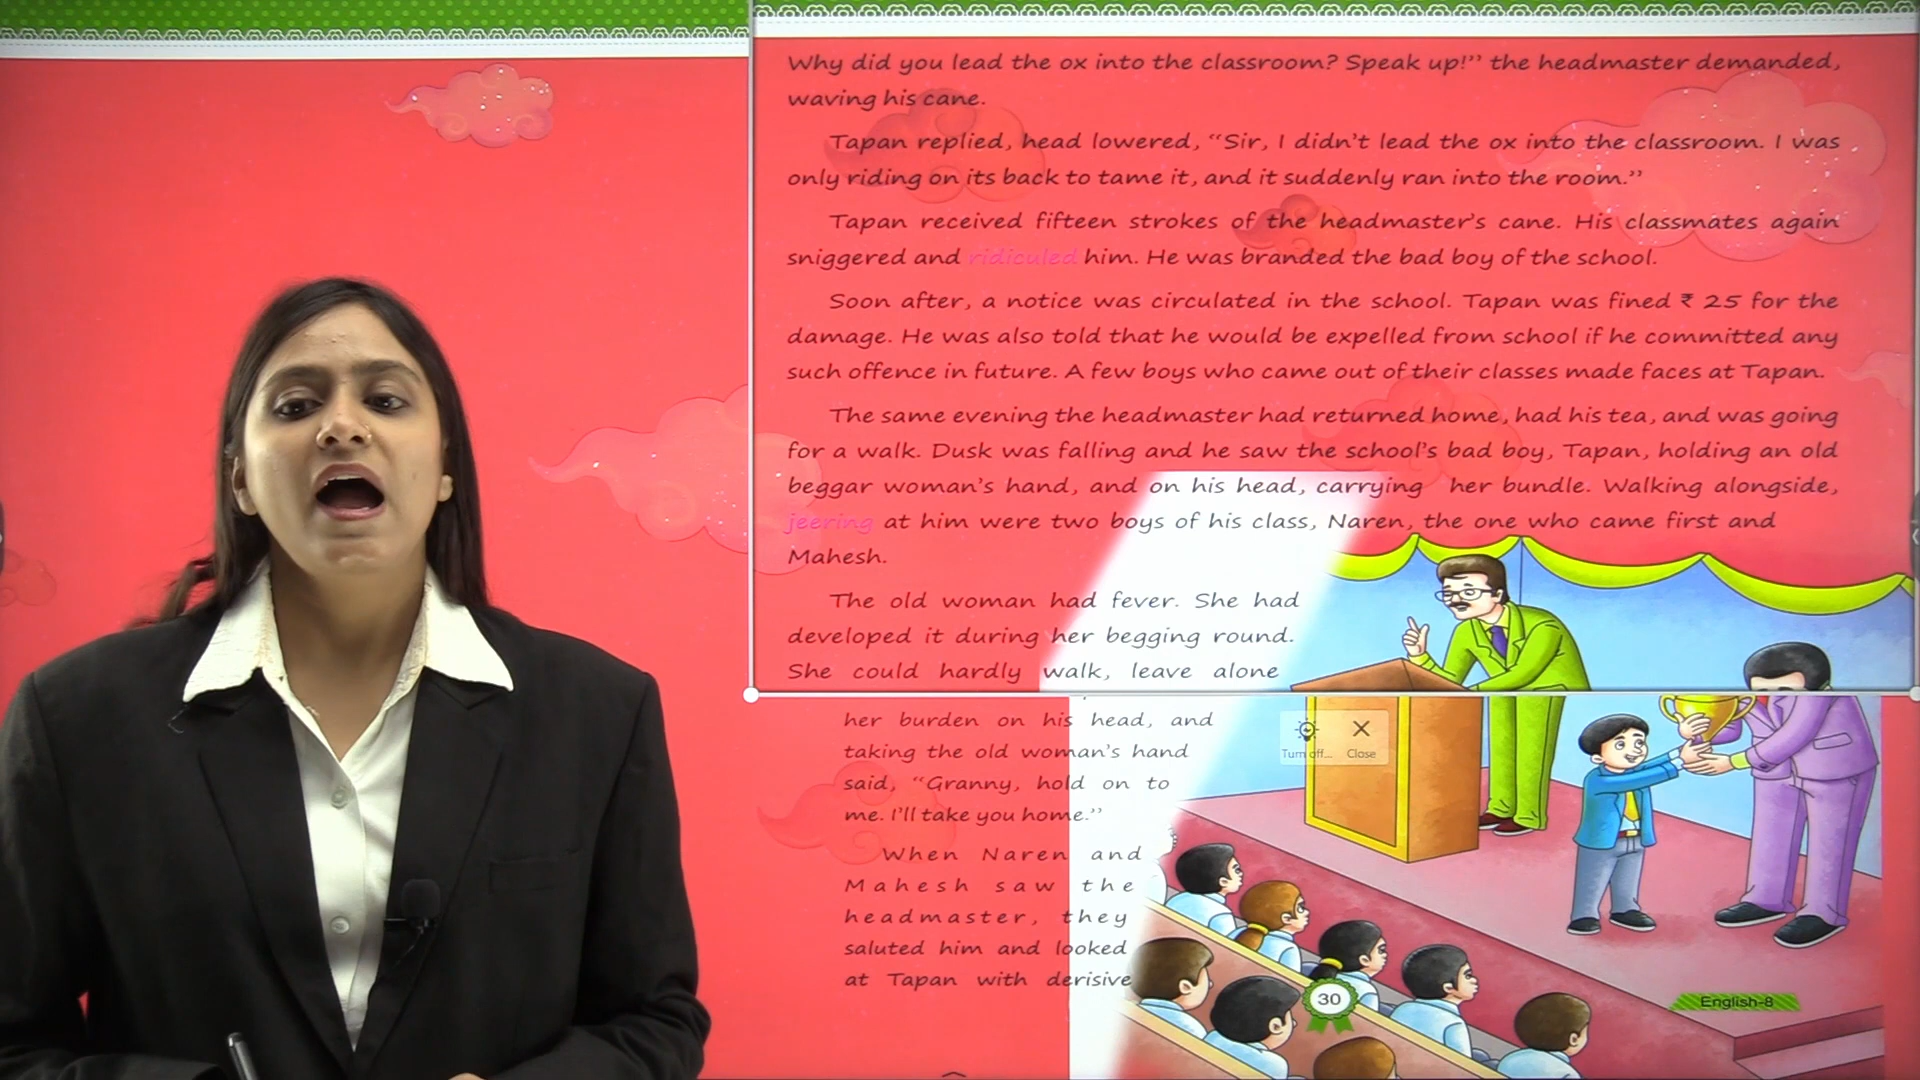 Why did you lead the ox into the classroom? Speak up!” the headmaster demanded,
waving his cane.
Tapan replied, head lowered, “Sir, I didn’t lead the ox into the classroom. I was
only riding on its back to tame it, and it suddenly ran into the room.”
Tapan received fifteen strokes of the headmaster’s cane. His classmates again
sniggered and ridiculed him. He was branded the bad boy of the school.
Soon after, a notice was circulated in the school. Tapan was fined ₹ 25 for the
damage. He was also told that he would be expelled from school if he committed any
such offence in future. A few boys who came out of their classes made faces at Tapan.
The same evening the headmaster had returned home, had his tea, and was going
for a walk. Dusk was falling and he saw the school’s bad boy, Tapan, holding an old
beggar woman’s hand, and on his head, carrying her bundle. Walking alongside,
jeering at him were two boys of his class, Naren, the one who came first and
Mahesh.
The old woman had fever. She had
developed it during her begging round.
She could hardly walk, leave alone
her burden on his head, and
taking the old woman’s hand
said, “Granny, hold on to
me. I’ll take you home.”
When Naren and
Mahesh saw the
headmaster, they
saluted him and looked
at Tapan with derisive
Turn off... Close
30
English-8